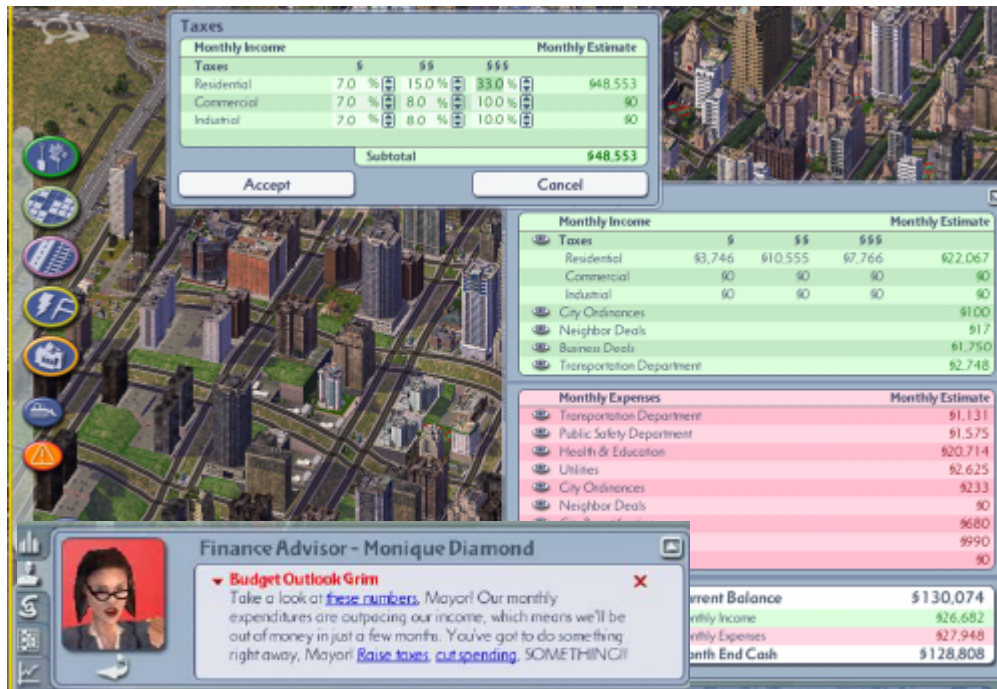 Taxes
Monthly Income Monthly Estimate
Taxes § §§ §§§
Residential 7.0 % 15.0 % 33.0 % §48,553
Commercial 7.0 % 8.0 % 10.0 % §0
Industrial 7.0 % 8.0 % 10.0 % §0
Subtotal §48,553
Accept Cancel
Monthly Income Monthly Estimate
Taxes § §§ §§§
Residential §3,746 §10,555 §7,766 §22,067
Commercial §0 §0 §0 §0
Industrial §0 §0 §0 §0
City Ordinances §100
Neighbor Deals §17
Business Deals §1,750
Transportation Department §2,748
Monthly Expenses Monthly Estimate
Transportation Department §1,131
Public Safety Department §1,575
Health & Education §20,714
Utilities §2,625
City Ordinances §233
Neighbor Deals §0
§680
§990
§0
rrent Balance §130,074
nthly Income §26,682
nthly Expenses §27,948
onth End Cash §128,808
Finance Advisor - Monique Diamond
Budget Outlook Grim
Take a look at these numbers, Mayor! Our monthly
expenditures are outpacing our income, which means we'll be
out of money in just a few months. You've got to do something
right away, Mayor! Raise taxes, cut spending, SOMETHING!!